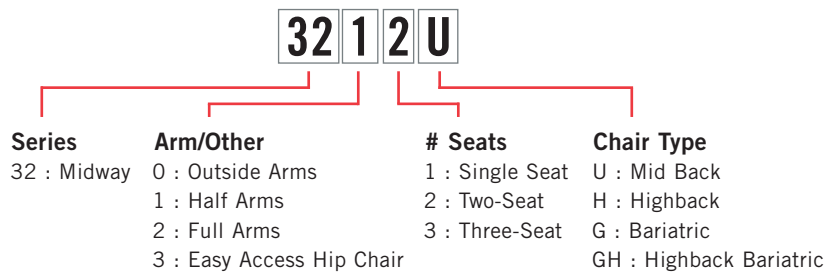 32 1 2 U
Series Arm/Other # Seats Chair Type
32 : Midway 0 : Outside Arms 1 : Single Seat U : Mid Back
1 : Half Arms 2 : Two-Seat H : Highback
2 : Full Arms 3 : Three-Seat G : Bariatric
3 : Easy Access Hip Chair GH : Highback Bariatric